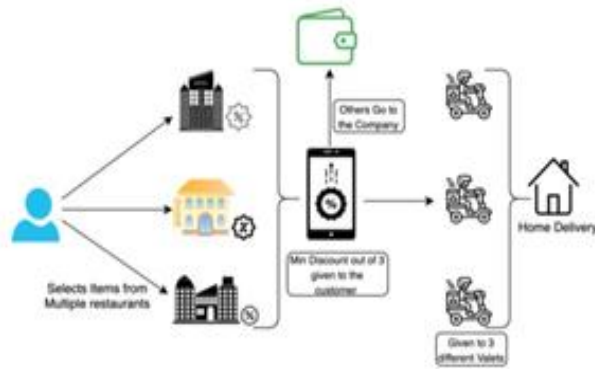 Others Go to
the Company
Selects Items from
Multiple restaurants
%
%
%
%
Min Discount out of 3
given to the
customer
Home Delivery
Given to 3
different Valets